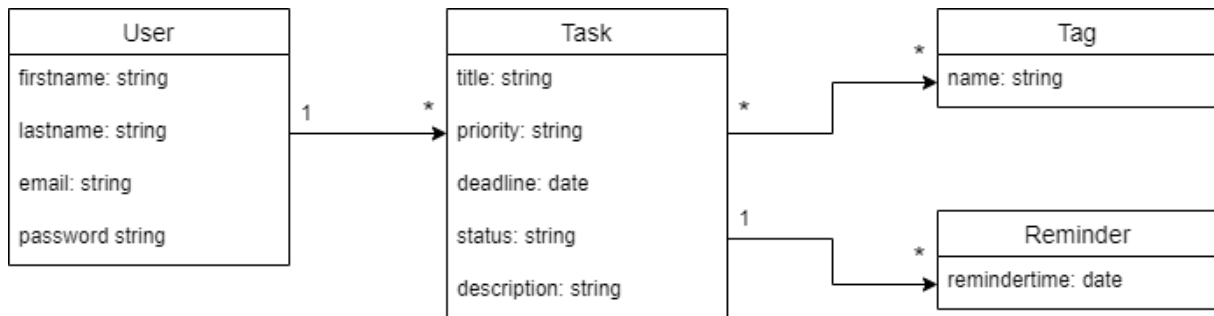 User
firstname: string
lastname: string
email: string
password string
1
*
Task
title: string
priority: string
deadline: date
status: string
description: string
*
*
1
*
Tag
name: string
Reminder
remindertime: date